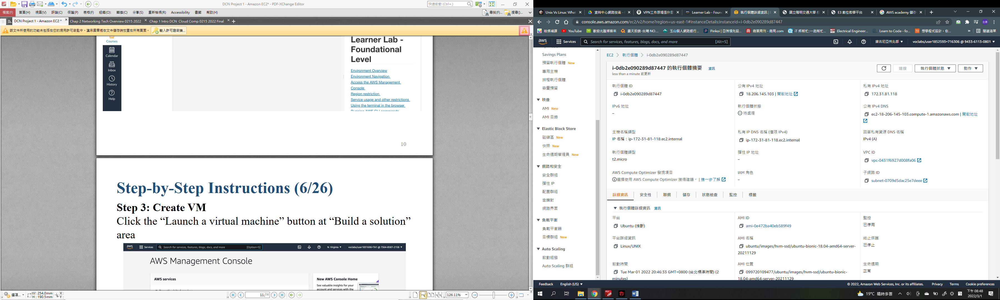 DCN Project 1 - Amazon EC2* - PDF-XChange Editor
快速啟動 (Ctrl+,)
檔案(F) 首頁(H) 視圖(V) 評論(C) 保護(P) 表格(F) 組織(O): 轉換(C) 分享(S) 重新檢視(R) Accessibility 書籤 幫助(H)
尋找(F)... 搜尋()...
DCN Project 1 - Amazon EC2 * Chap 2 Networking Tech Overview 0215 2022 Chap 1 Intro DCN Cloud Comp 0215 2022 Final
該文件所使用的功能未包括在您的現用許可密匙中，演示圖章將在文件儲存時放置在所有頁面。 輸入許可證密鑰...
Courses
Calendar
Inbox
History
Help
Learner Lab -
Foundational
Level
Environment Overview
Environment Navigation
Access the AWS Management
Console
Region restriction
Service usage and other restrictions
Using the terminal in the browser
Running AWS CLI commands
10
Step-by-Step Instructions (6/26)
Step 3: Create VM
Click the “Launch a virtual machine” button at “Build a solution”
area
aws Services Search for services, features, blogs, docs, and more [Option+S] N. Virginia voclabs/user1831696=TA1 @ 7564-8587-2158
AWS Management Console
AWS services
New AWS Console Home
See valuable insights for your
account and services with the
選項...
W: 254.0mm
H: 190.5mm
X:
Y:
11/32
126.11%
Unix Vs Linux: What 資料中心網路技術 - VPN工作原理是什麼 Learner Lab - Found 執行個體詳細資訊 | 國立陽明交通大學 E3 數位教學平台 AWS academy 儲存
console.aws.amazon.com/ec2/v2/home?region=us-east-1#InstanceDetails:instanceId=i-0db2e090289d87447
哈佛補課 YouTube 歡迎光臨博客來 露天拍賣-台灣 NO.... 玉山個人網路銀行... Pinkoi | 亞洲領先設... 商業周刊 - 商周.com iT 邦幫忙::一起幫忙... Electrical Engineer... Learn to Code - fo... 想學程式設計，你... » 閱讀清單
aws Services Search for services, features, blogs, docs, and more [Alt+S] 維吉尼亞州北部 voclabs/user1852593=716306 @ 9433-6113-0801
Savings Plans
預留執行個體 New
專用主機
排程執行個體
容量預留
映像
AMI New
AMI 目錄
Elastic Block Store
磁碟區 New
快照 New
生命週期管理員 New
網路和安全
安全群組
彈性 IP
配置群組
金鑰對
網路界面
負載平衡
負載平衡器
目標群組 New
Auto Scaling
啟動組態
Auto Scaling 群組
EC2 執行個體 i-0db2e090289d87447
i-0db2e090289d87447 的執行個體摘要 資訊
less than a minute 前更新
連線 執行個體狀態 動作
執行個體 ID
i-0db2e090289d87447
公有 IPv4 地址
18.206.145.103 | 開啟地址
私有 IPv4 地址
172.31.81.118
IPv6 地址
–
執行個體狀態
待處理
公有 IPv4 DNS
ec2-18-206-145-103.compute-1.amazonaws.com | 開啟地址
主機名稱類型
IP 名稱：ip-172-31-81-118.ec2.internal
私有 IP DNS 名稱 (僅限 IPv4)
ip-172-31-81-118.ec2.internal
回答私有資源 DNS 名稱
IPv4 (A)
執行個體類型
t2.micro
彈性 IP 地址
–
VPC ID
vpc-0431f6927d008fa06
AWS Compute Optimizer 發現項目
選擇使用 AWS Compute Optimizer 獲得建議。 | 進一步了解
IAM 角色
–
子網路 ID
subnet-0709d5dac25e7deee
詳細資訊 安全性 聯網 儲存 狀態檢查 監控 標籤
執行個體詳細資訊 資訊
平台
Ubuntu (推斷)
AMI ID
ami-0e472ba40eb589f49
監控
已停用
平台詳細資訊
Linux/UNIX
AMI 名稱
ubuntu/images/hvm-ssd/ubuntu-bionic-18.04-amd64-server-
20211129
終止保護
已停止
啟動時間
Tue Mar 01 2022 20:46:33 GMT+0800 (台北標準時間) (2
minutes)
AMI 位置
099720109477/ubuntu/images/hvm-ssd/ubuntu-bionic-
18.04-amd64-server-20211129
生命週期
正常
Feedback English (US) © 2022, Amazon Web Services, Inc. or its affiliates. Privacy Terms Cookie preferences
19°C 晴時多雲
下午 08:48
2022/3/1